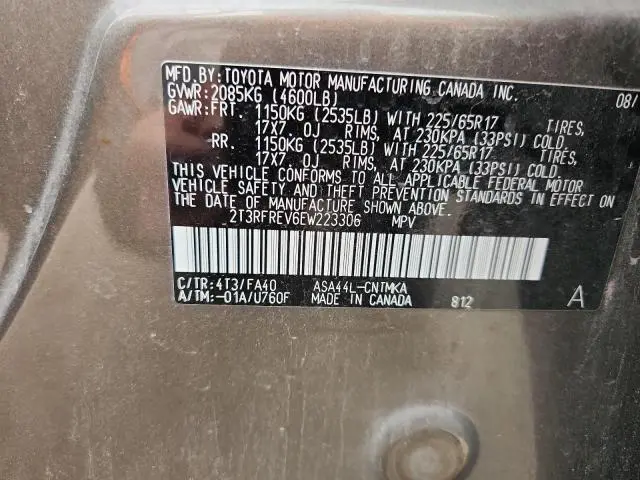 MFD.BY:TOYOTA MOTOR MANUFACTURING CANADA INC. 08/
GVWR:2085KG (4600LB)
GAWR:FRT. 1150KG (2535LB) WITH 225/65R17 TIRES,
17X7. 0J RIMS, AT 230KPA (33PSI) COLD.
RR. 1150KG (2535LB) WITH 225/65R17 TIRES,
17X7. 0J RIMS, AT 230KPA (33PSI) COLD.
THIS VEHICLE CONFORMS TO ALL APPLICABLE FEDERAL MOTOR
VEHICLE SAFETY AND THEFT PREVENTION STANDARDS IN EFFECT ON
THE DATE OF MANUFACTURE SHOWN ABOVE.
2T3RFREV6EW223306 MPV
C/TR:4T3/FA40 ASA44L-CNTMKA
A/TM:-01A/U760F MADE IN CANADA 812 A